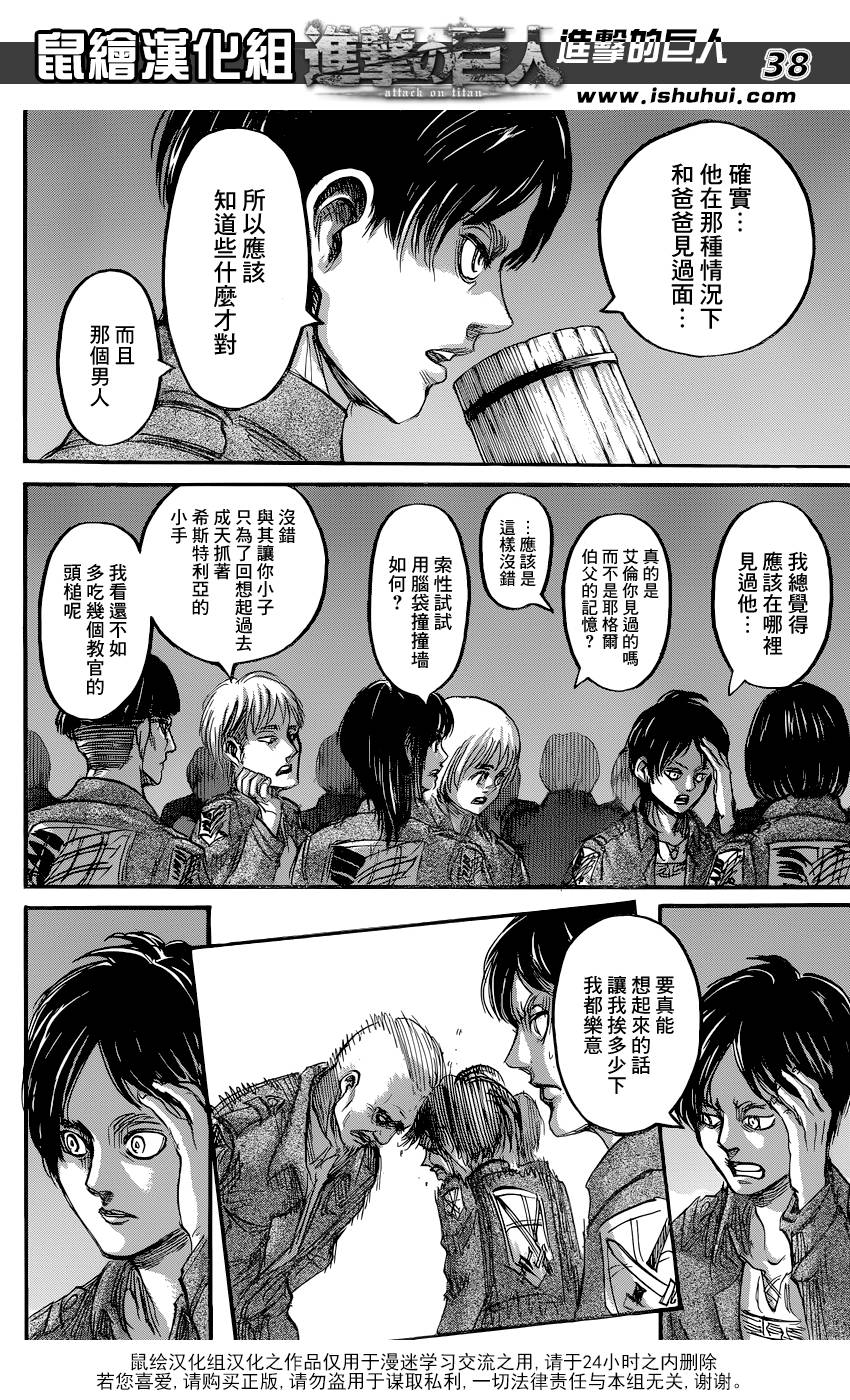 鼠繪漢化組
進撃の巨人
attack on titan
進擊的巨人
38
www.ishuhui.com
確實…
他在那種情況下
和爸爸見過面…
所以應該
知道些什麼才對
而且
那個男人
我總覺得
應該在哪裡
見過他…
真的是
艾倫你見過的嗎
而不是耶格爾
伯父的記憶?
…應該是
這樣沒錯
索性試試
用腦袋撞撞墻
如何?
沒錯
與其讓你小子
只為了回想起過去
成天抓著
希斯特利亞的
小手
我看還不如
多吃幾個教官的
頭槌呢
要真能
想起來的話
讓我挨多少下
我都樂意
鼠绘汉化组汉化之作品仅用于漫迷学习交流之用, 请于24小时之内删除
若您喜爱, 请购买正版, 请勿盗用于谋取私利, 一切法律责任与本组无关, 谢谢。